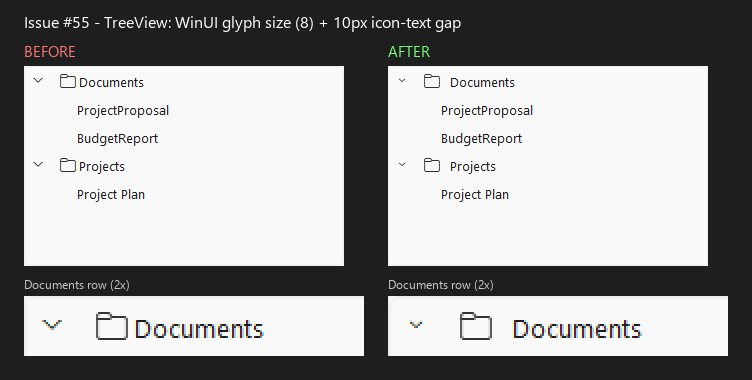 Issue #55 - TreeView: WinUI glyph size (8) + 10px icon-text gap
BEFORE
Documents
ProjectProposal
BudgetReport
Projects
Project Plan
Documents row (2x)
Documents
AFTER
Documents
ProjectProposal
BudgetReport
Projects
Project Plan
Documents row (2x)
Documents